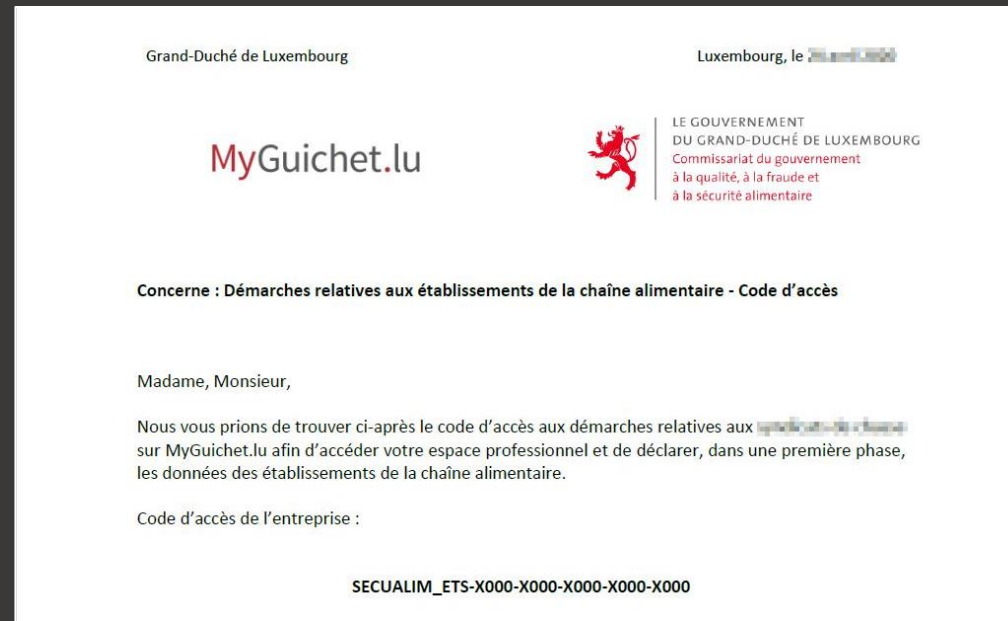 Grand-Duché de Luxembourg
Luxembourg, le
MyGuichet.lu
LE GOUVERNEMENT
DU GRAND-DUCHÉ DE LUXEMBOURG
Commissariat du gouvernement
à la qualité, à la fraude et
à la sécurité alimentaire
Concerne : Démarches relatives aux établissements de la chaîne alimentaire - Code d'accès
Madame, Monsieur,
Nous vous prions de trouver ci-après le code d'accès aux démarches relatives aux
sur MyGuichet.lu afin d'accéder votre espace professionnel et de déclarer, dans une première phase,
les données des établissements de la chaîne alimentaire.
Code d'accès de l'entreprise :
SECUALIM_ETS-X000-X000-X000-X000-X000